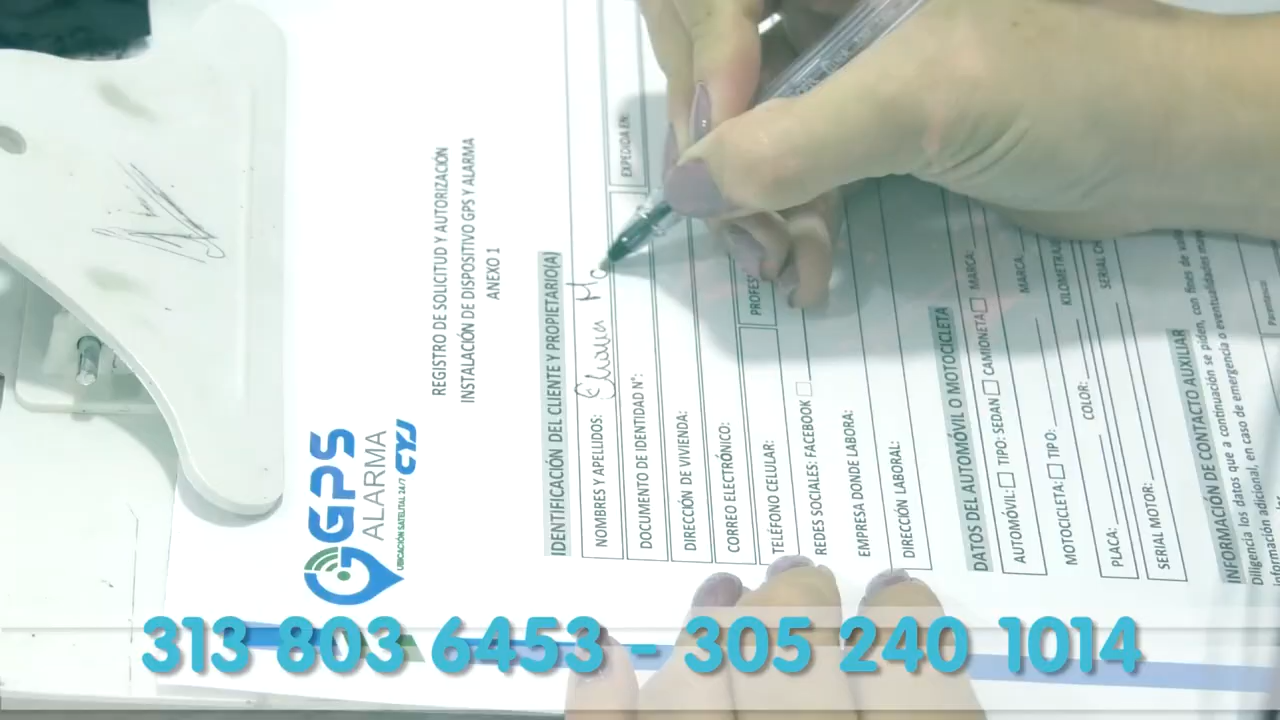 GPS
ALARMA
UBICACIÓN SATELITAL 24/7
REGISTRO DE SOLICITUD Y AUTORIZACIÓN
INSTALACIÓN DE DISPOSITIVO GPS Y ALARMA
ANEXO 1
IDENTIFICACIÓN DEL CLIENTE Y PROPIETARIO(A)
NOMBRES Y APELLIDOS:
DOCUMENTO DE IDENTIDAD N°: EXPEDIDA EN:
DIRECCIÓN DE VIVIENDA:
CORREO ELECTRÓNICO:
TELÉFONO CELULAR: PROFES
REDES SOCIALES: FACEBOOK
EMPRESA DONDE LABORA:
DIRECCIÓN LABORAL:
DATOS DEL AUTOMÓVIL O MOTOCICLETA
AUTOMÓVIL: TIPO: SEDAN CAMIONETA MARCA:
MOTOCICLETA: TIPO: MARCA
PLACA: COLOR: KILOMETRAJ
SERIAL MOTOR: SERIAL CH
INFORMACIÓN DE CONTACTO AUXILIAR
Diligencia los datos que a continuación se piden, con fines de
información adicional, en caso de emergencia o eventualidades
Parentesco
313 803 6453 - 305 240 1014